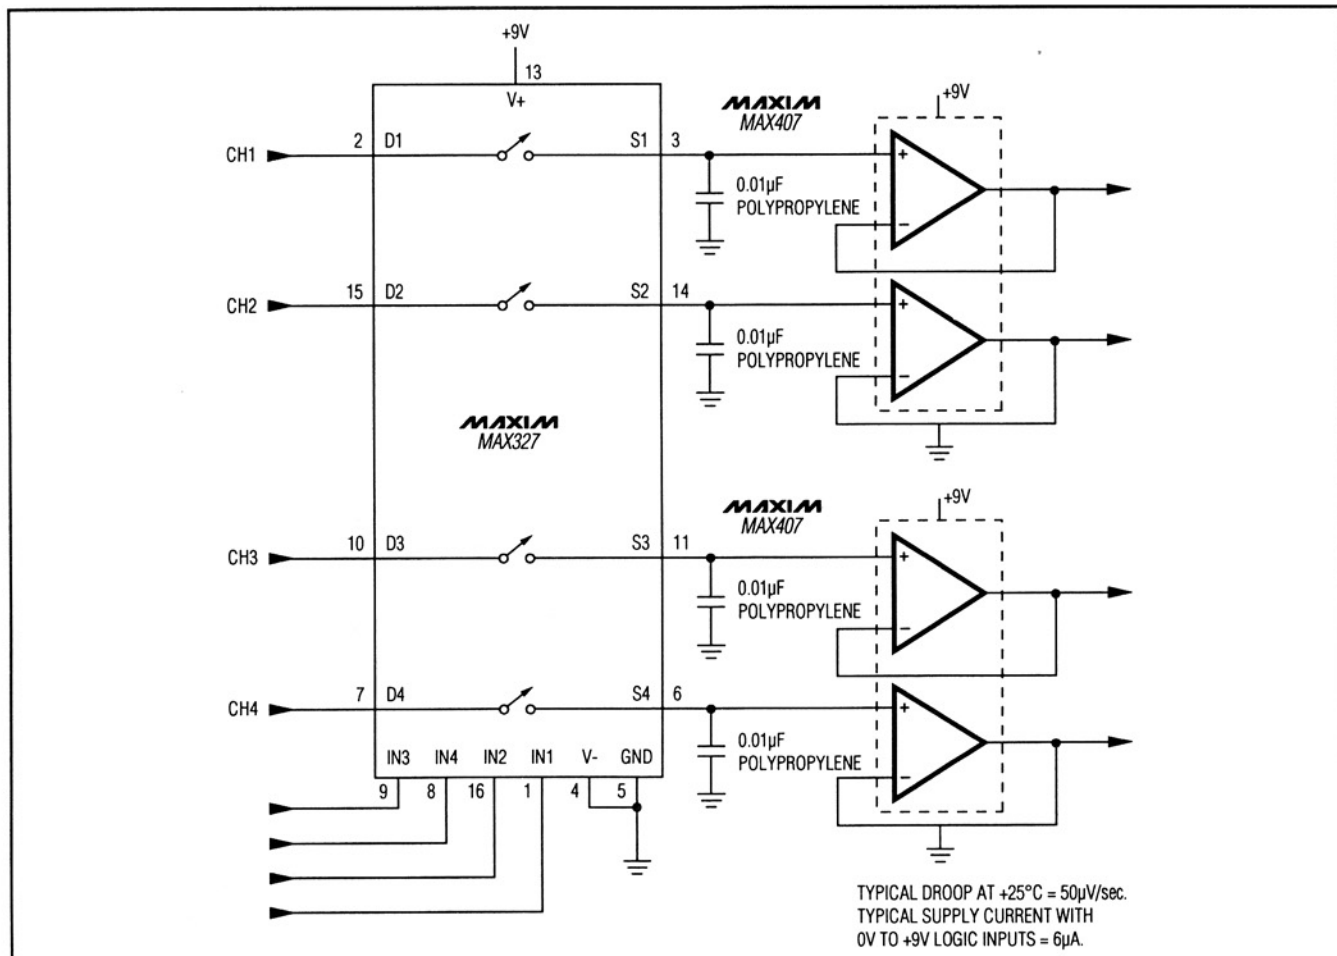 +9V
13
V+
MAXIM
MAX407
+9V
CH1
2
D1
S1
3
+
0.01µF
POLYPROPYLENE
−
CH2
15
D2
S2
14
+
0.01µF
POLYPROPYLENE
−
MAXIM
MAX327
MAXIM
MAX407
+9V
CH3
10
D3
S3
11
+
0.01µF
POLYPROPYLENE
−
CH4
7
D4
S4
6
+
0.01µF
POLYPROPYLENE
−
IN3 IN4 IN2 IN1 V- GND
9 8 16 1 4 5
TYPICAL DROOP AT +25°C = 50µV/sec.
TYPICAL SUPPLY CURRENT WITH
0V TO +9V LOGIC INPUTS = 6µA.